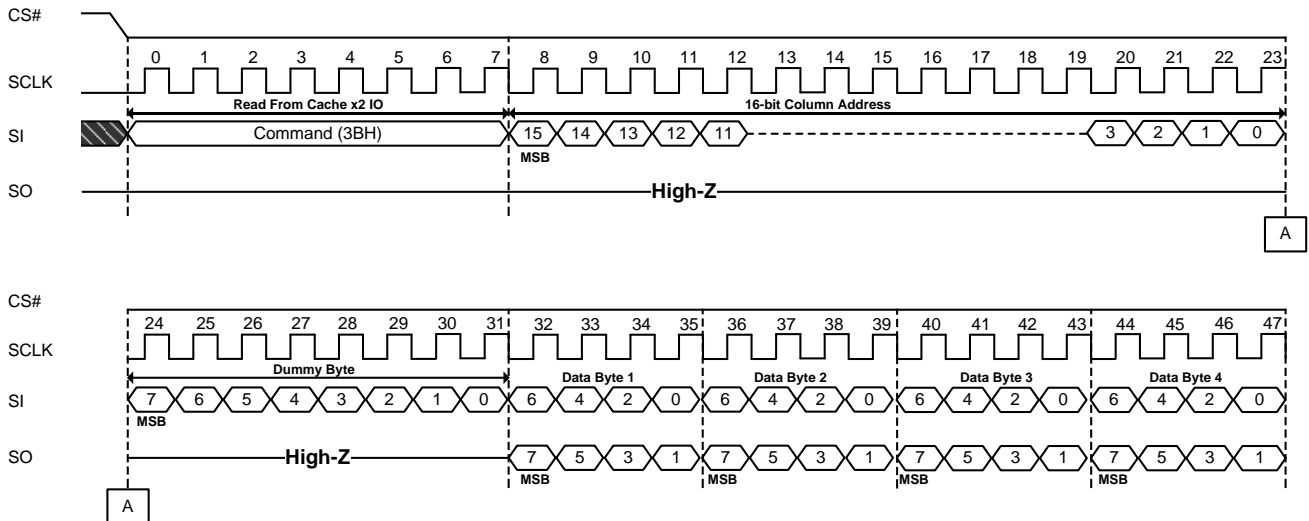 CS#
0 1 2 3 4 5 6 7 8 9 10 11 12 13 14 15 16 17 18 19 20 21 22 23
SCLK
Read From Cache x2 IO 16-bit Column Address
SI Command (3BH) 15 14 13 12 11 3 2 1 0
MSB
SO High-Z
A
CS#
24 25 26 27 28 29 30 31 32 33 34 35 36 37 38 39 40 41 42 43 44 45 46 47
SCLK
Dummy Byte Data Byte 1 Data Byte 2 Data Byte 3 Data Byte 4
SI 7 6 5 4 3 2 1 0 6 4 2 0 6 4 2 0 6 4 2 0 6 4 2 0
MSB
SO High-Z 7 5 3 1 7 5 3 1 7 5 3 1 7 5 3 1
MSB MSB MSB MSB
A